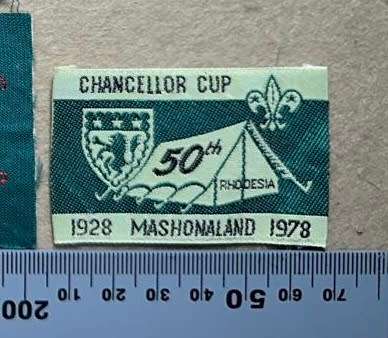 CHANCELLOR CUP
50th
RHODESIA
1928 MASHONALAND 1978
200 10 20 30 40 50 60 70